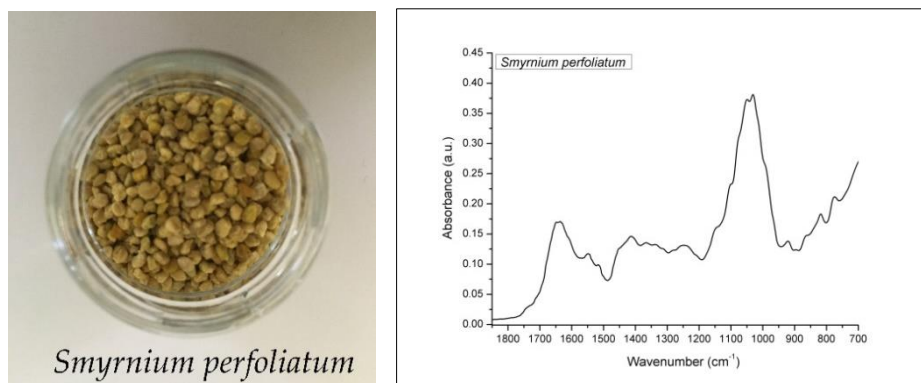 Smyrnium perfoliatum
Smyrnium perfoliatum
0.45
0.40
0.35
0.30
0.25
0.20
0.15
0.10
0.05
0.00
Absorbance (a.u.)
1800 1700 1600 1500 1400 1300 1200 1100 1000 900 800 700
Wavenumber (cm⁻¹)